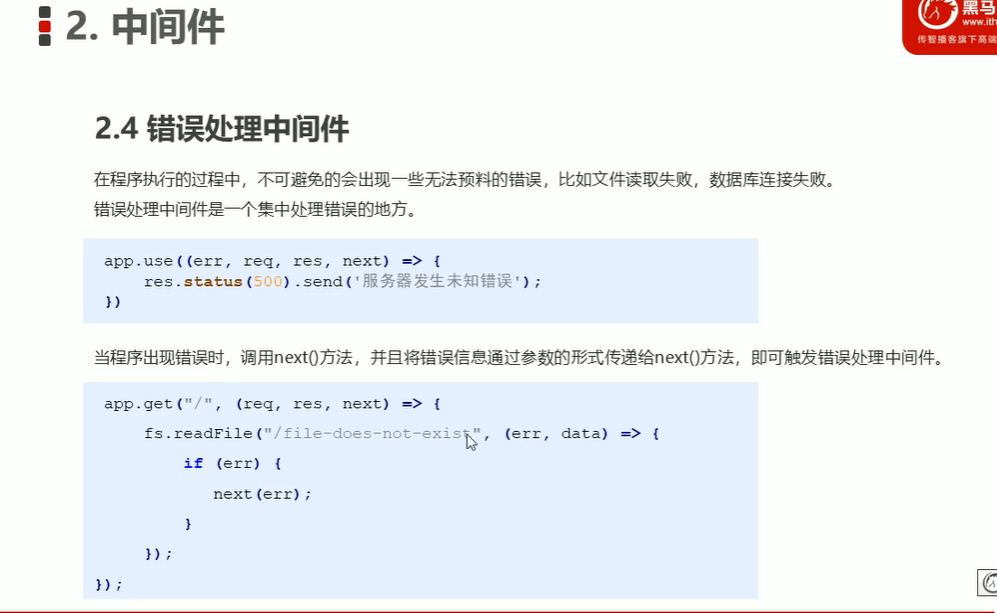 2. 中间件
黑马
www.ith
传智播客旗下高端
2.4 错误处理中间件
在程序执行的过程中，不可避免的会出现一些无法预料的错误，比如文件读取失败，数据库连接失败。
错误处理中间件是一个集中处理错误的地方。
app.use((err, req, res, next) => {
res.status(500).send('服务器发生未知错误');
})
当程序出现错误时，调用next()方法，并且将错误信息通过参数的形式传递给next()方法，即可触发错误处理中间件。
app.get("/", (req, res, next) => {
fs.readFile("/file-does-not-exist", (err, data) => {
if (err) {
next(err);
}
});
});